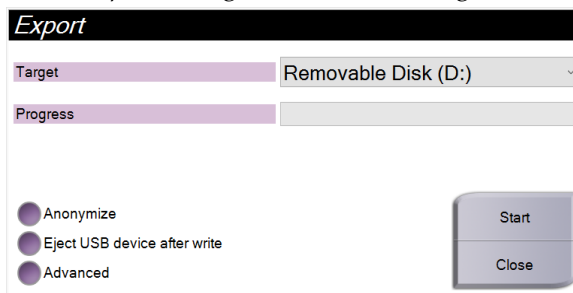 Export
Target Removable Disk (D:)
Progress
Anonymize
Start
Eject USB device after write
Close
Advanced